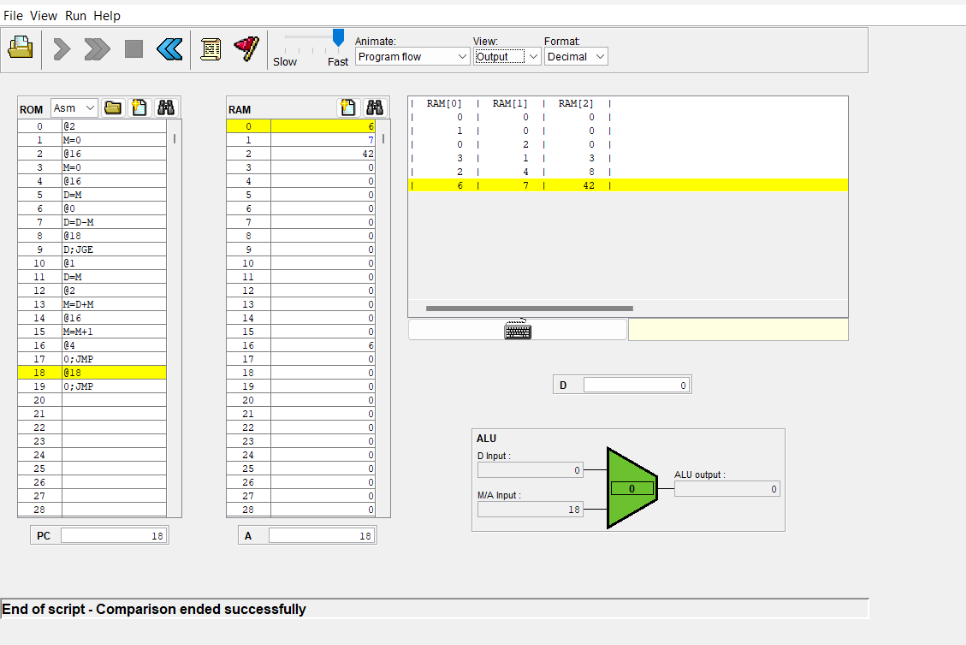 File View Run Help
Slow Fast
Animate:
Program flow
View:
Output
Format:
Decimal
ROM Asm
0 @2
1 M=0
2 @16
3 M=0
4 @16
5 D=M
6 @0
7 D=D-M
8 @18
9 D;JGE
10 @1
11 D=M
12 @2
13 M=D+M
14 @16
15 M=M+1
16 @4
17 0;JMP
18 @18
19 0;JMP
20
21
22
23
24
25
26
27
28
PC 18
RAM
0 6
1 7
2 42
3 0
4 0
5 0
6 0
7 0
8 0
9 0
10 0
11 0
12 0
13 0
14 0
15 0
16 6
17 0
18 0
19 0
20 0
21 0
22 0
23 0
24 0
25 0
26 0
27 0
28 0
A 18
| RAM[0] | RAM[1] | RAM[2] |
| 0 | 0 | 0 |
| 1 | 0 | 0 |
| 0 | 2 | 0 |
| 3 | 1 | 3 |
| 2 | 4 | 8 |
| 6 | 7 | 42 |
D 0
ALU
D Input :
0
M/A Input :
18
0
ALU output :
0
End of script - Comparison ended successfully